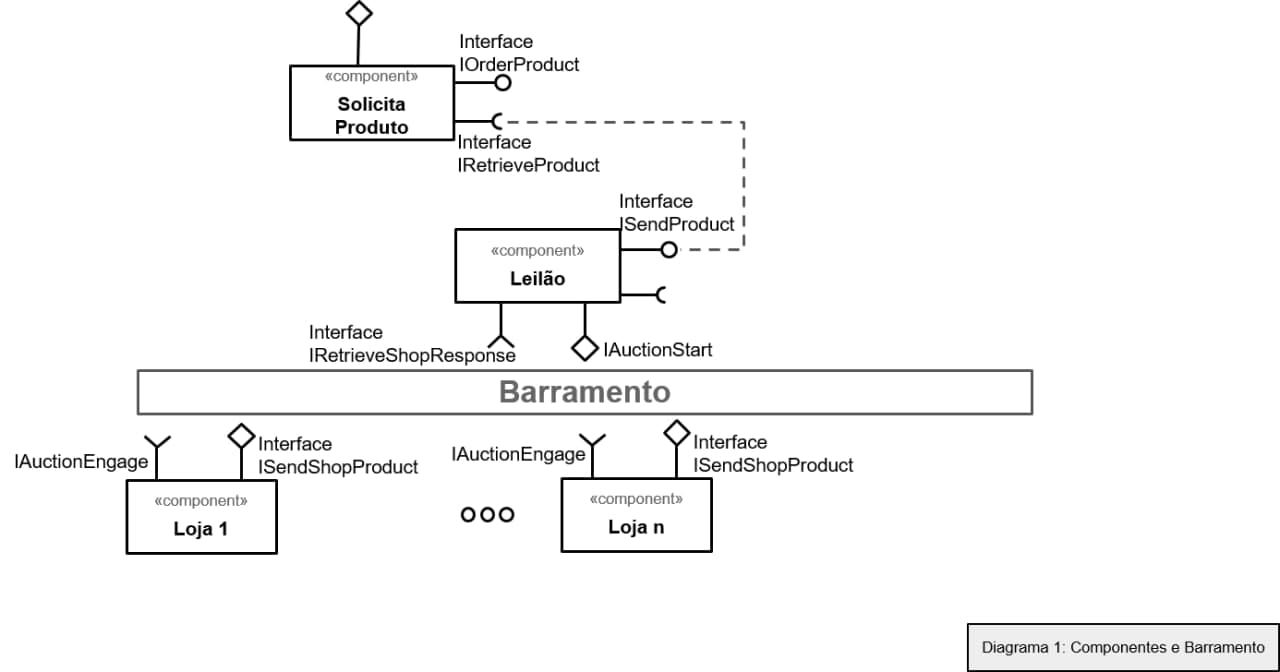 Interface
IOrderProduct
«component»
Solicita
Produto
Interface
IRetrieveProduct
Interface
ISendProduct
«component»
Leilão
Interface
IRetrieveShopResponse
IAuctionStart
Barramento
IAuctionEngage
Interface
ISendShopProduct
IAuctionEngage
Interface
ISendShopProduct
«component»
Loja 1
«component»
Loja n
Diagrama 1: Componentes e Barramento